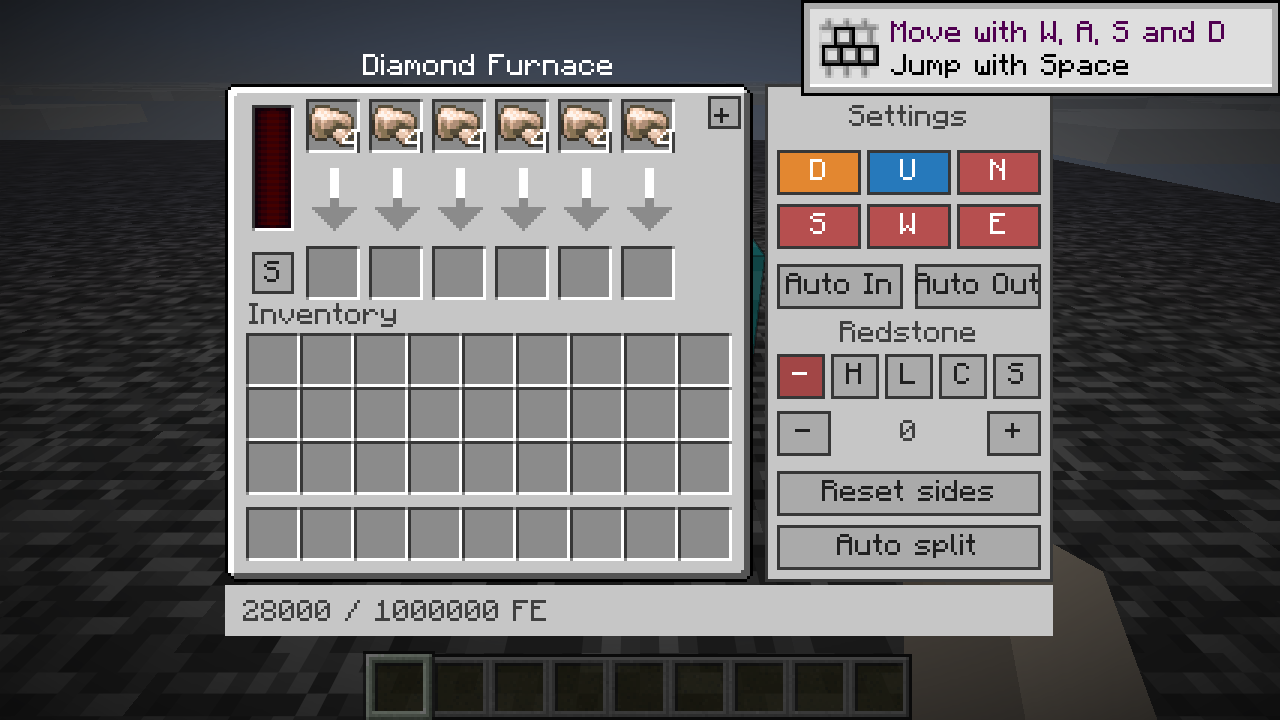 Move with W, A, S and D
Jump with Space
Diamond Furnace
+
S
Inventory
Settings
D U N
S W E
Auto In Auto Out
Redstone
- H L C S
- 0 +
Reset sides
Auto split
28000 / 1000000 FE